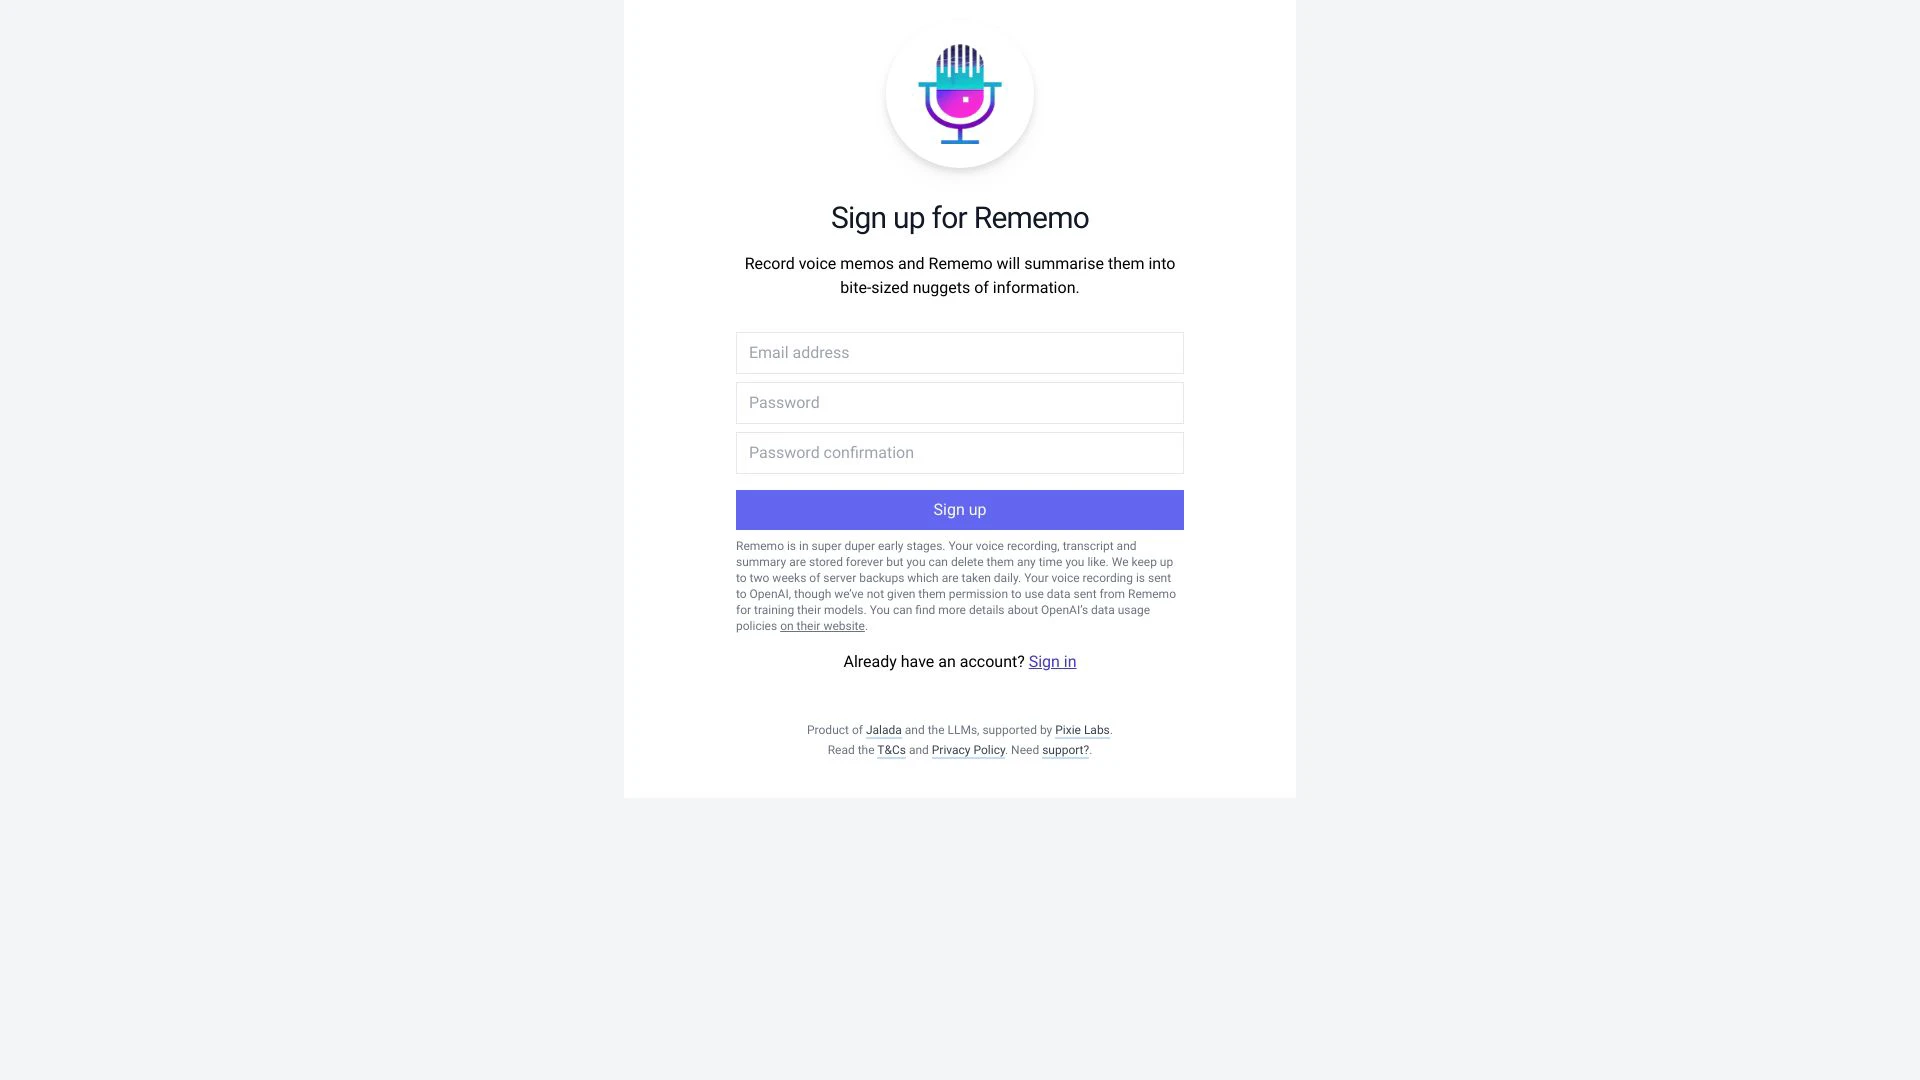 Sign up for Rememo
Record voice memos and Rememo will summarise them into
bite-sized nuggets of information.
Email address
Password
Password confirmation
Sign up
Rememo is in super duper early stages. Your voice recording, transcript and
summary are stored forever but you can delete them any time you like. We keep up
to two weeks of server backups which are taken daily. Your voice recording is sent
to OpenAI, though we’ve not given them permission to use data sent from Rememo
for training their models. You can find more details about OpenAI’s data usage
policies on their website.
Already have an account? Sign in
Product of Jalada and the LLMs, supported by Pixie Labs.
Read the T&Cs and Privacy Policy. Need support?.